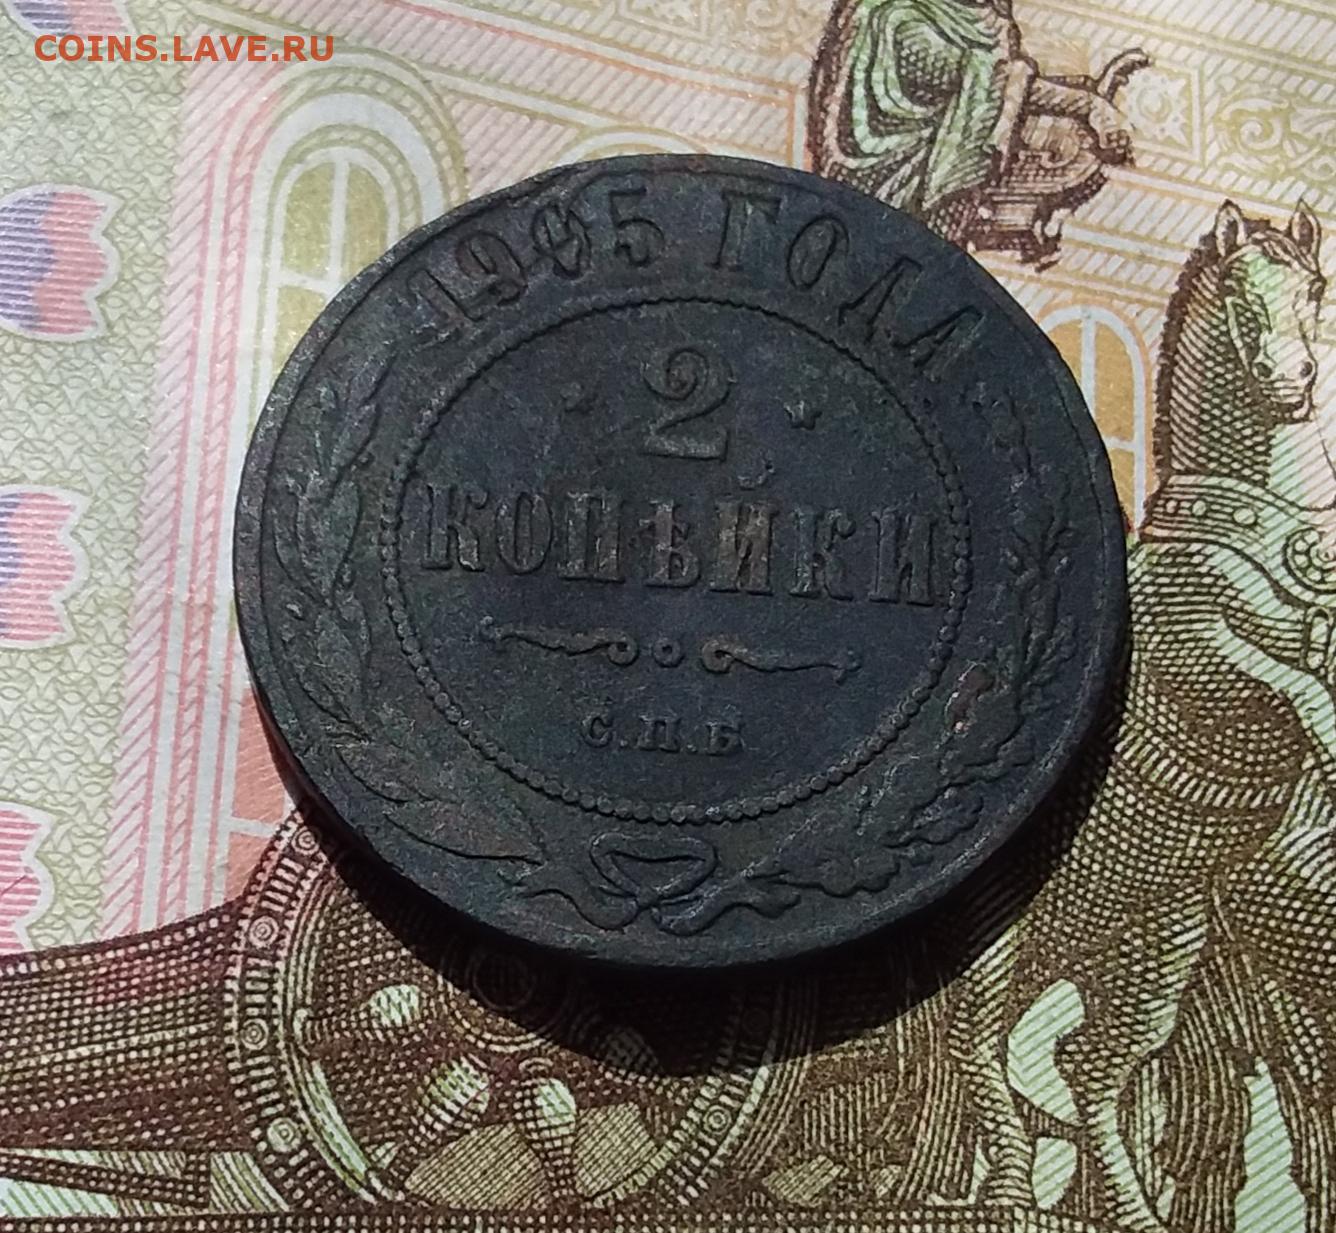 COINS.LAVE.RU
1905 ГОДА
2
КОПѢЙКИ
С.П.Б